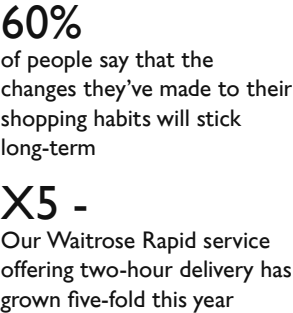 60%
of people say that the
changes they’ve made to their
shopping habits will stick
long-term
X5 -
Our Waitrose Rapid service
offering two-hour delivery has
grown five-fold this year